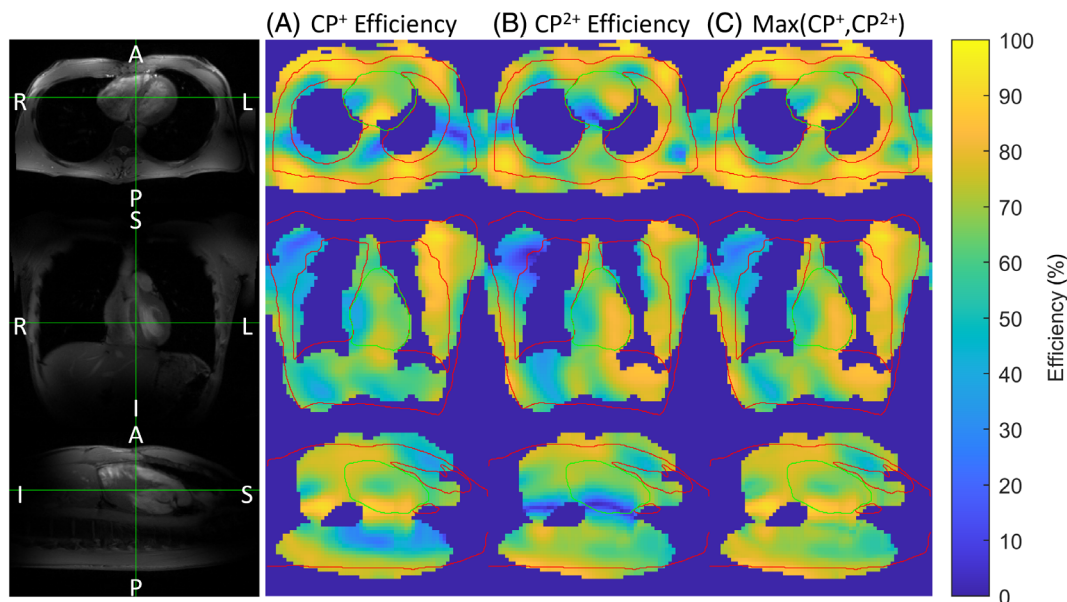 (A) CP⁺ Efficiency (B) CP²⁺ Efficiency (C) Max(CP⁺,CP²⁺)
A
R L
P
S
R L
I
A
I S
P
100
90
80
70
60
50
40
30
20
10
0
Efficiency (%)